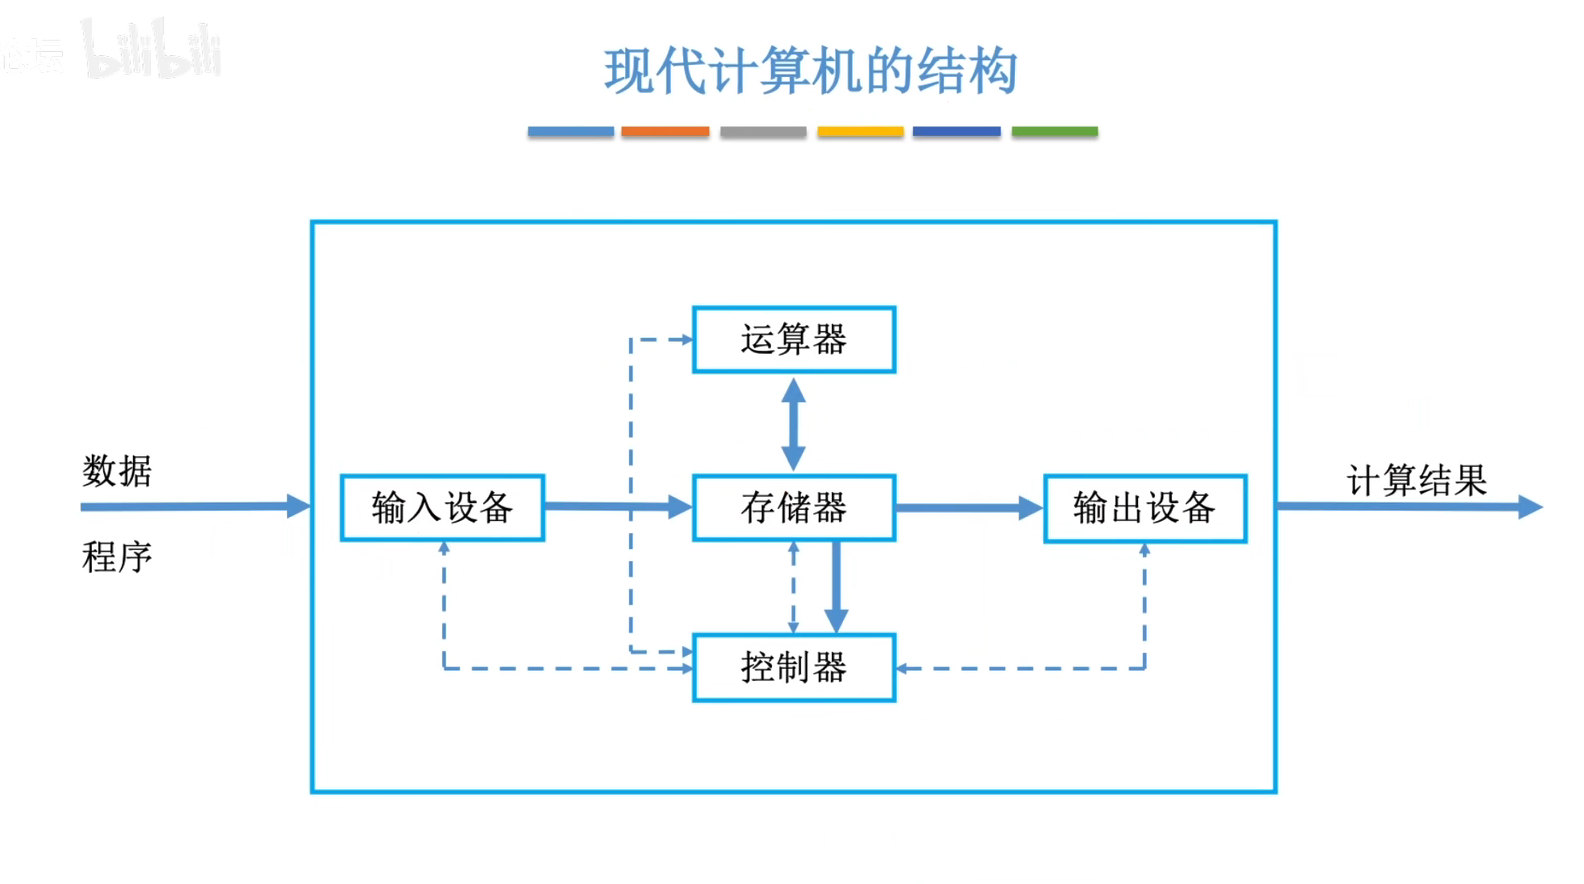 bilibili
现代计算机的结构
运算器
数据
计算结果
输入设备
存储器
输出设备
程序
控制器